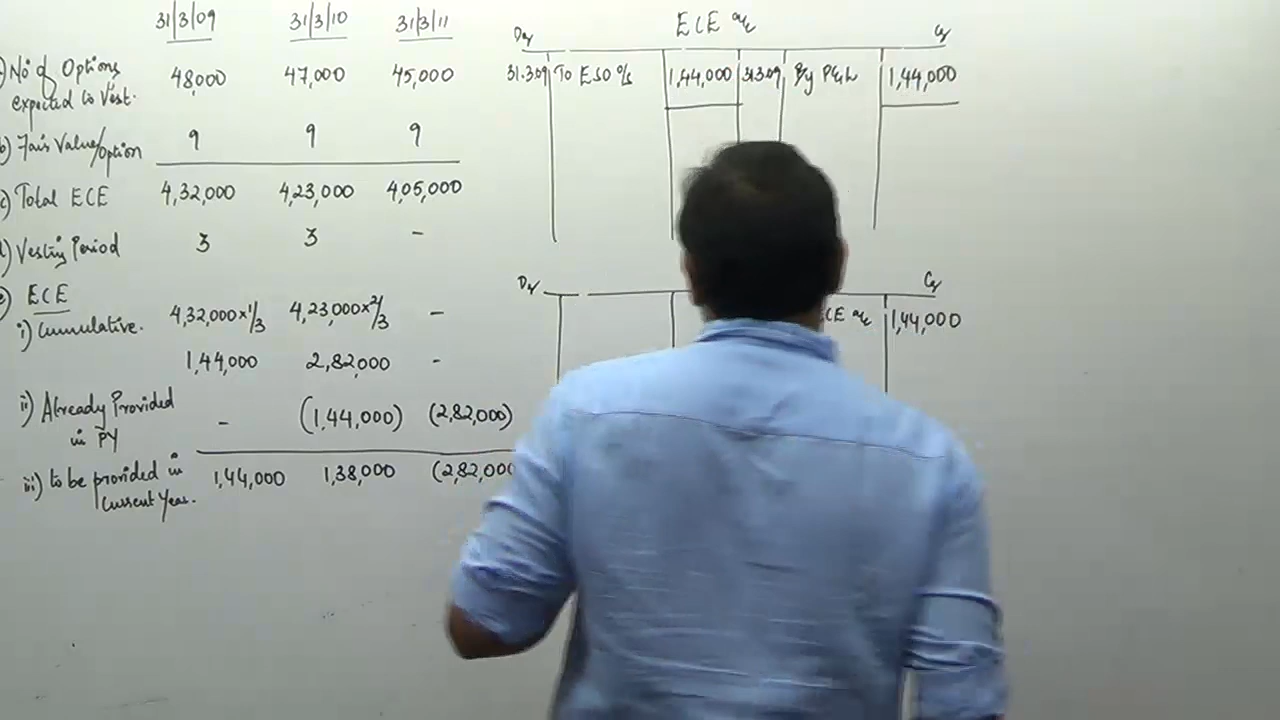 31/3/09 31/3/10 31/3/11
a) No of Options 48,000 47,000 45,000
expected to Vest.
b) Fair Value/option 9 9 9
c) Total ECE 4,32,000 4,23,000 4,05,000
d) Vesting Period 3 3 -
e) ECE
i) Cumulative. 4,32,000×1/3 4,23,000×2/3 -
1,44,000 2,82,000 -
ii) Already Provided - (1,44,000) (2,82,000)
in PY
iii) to be provided in 1,44,000 1,38,000 (2,82,000
Current Year.
Dr ECE a/c Cr
31.3.09 To ESO o/s 1,44,000 31.3.09 By P&L 1,44,000
Dr Cr
ECE a/c 1,44,000